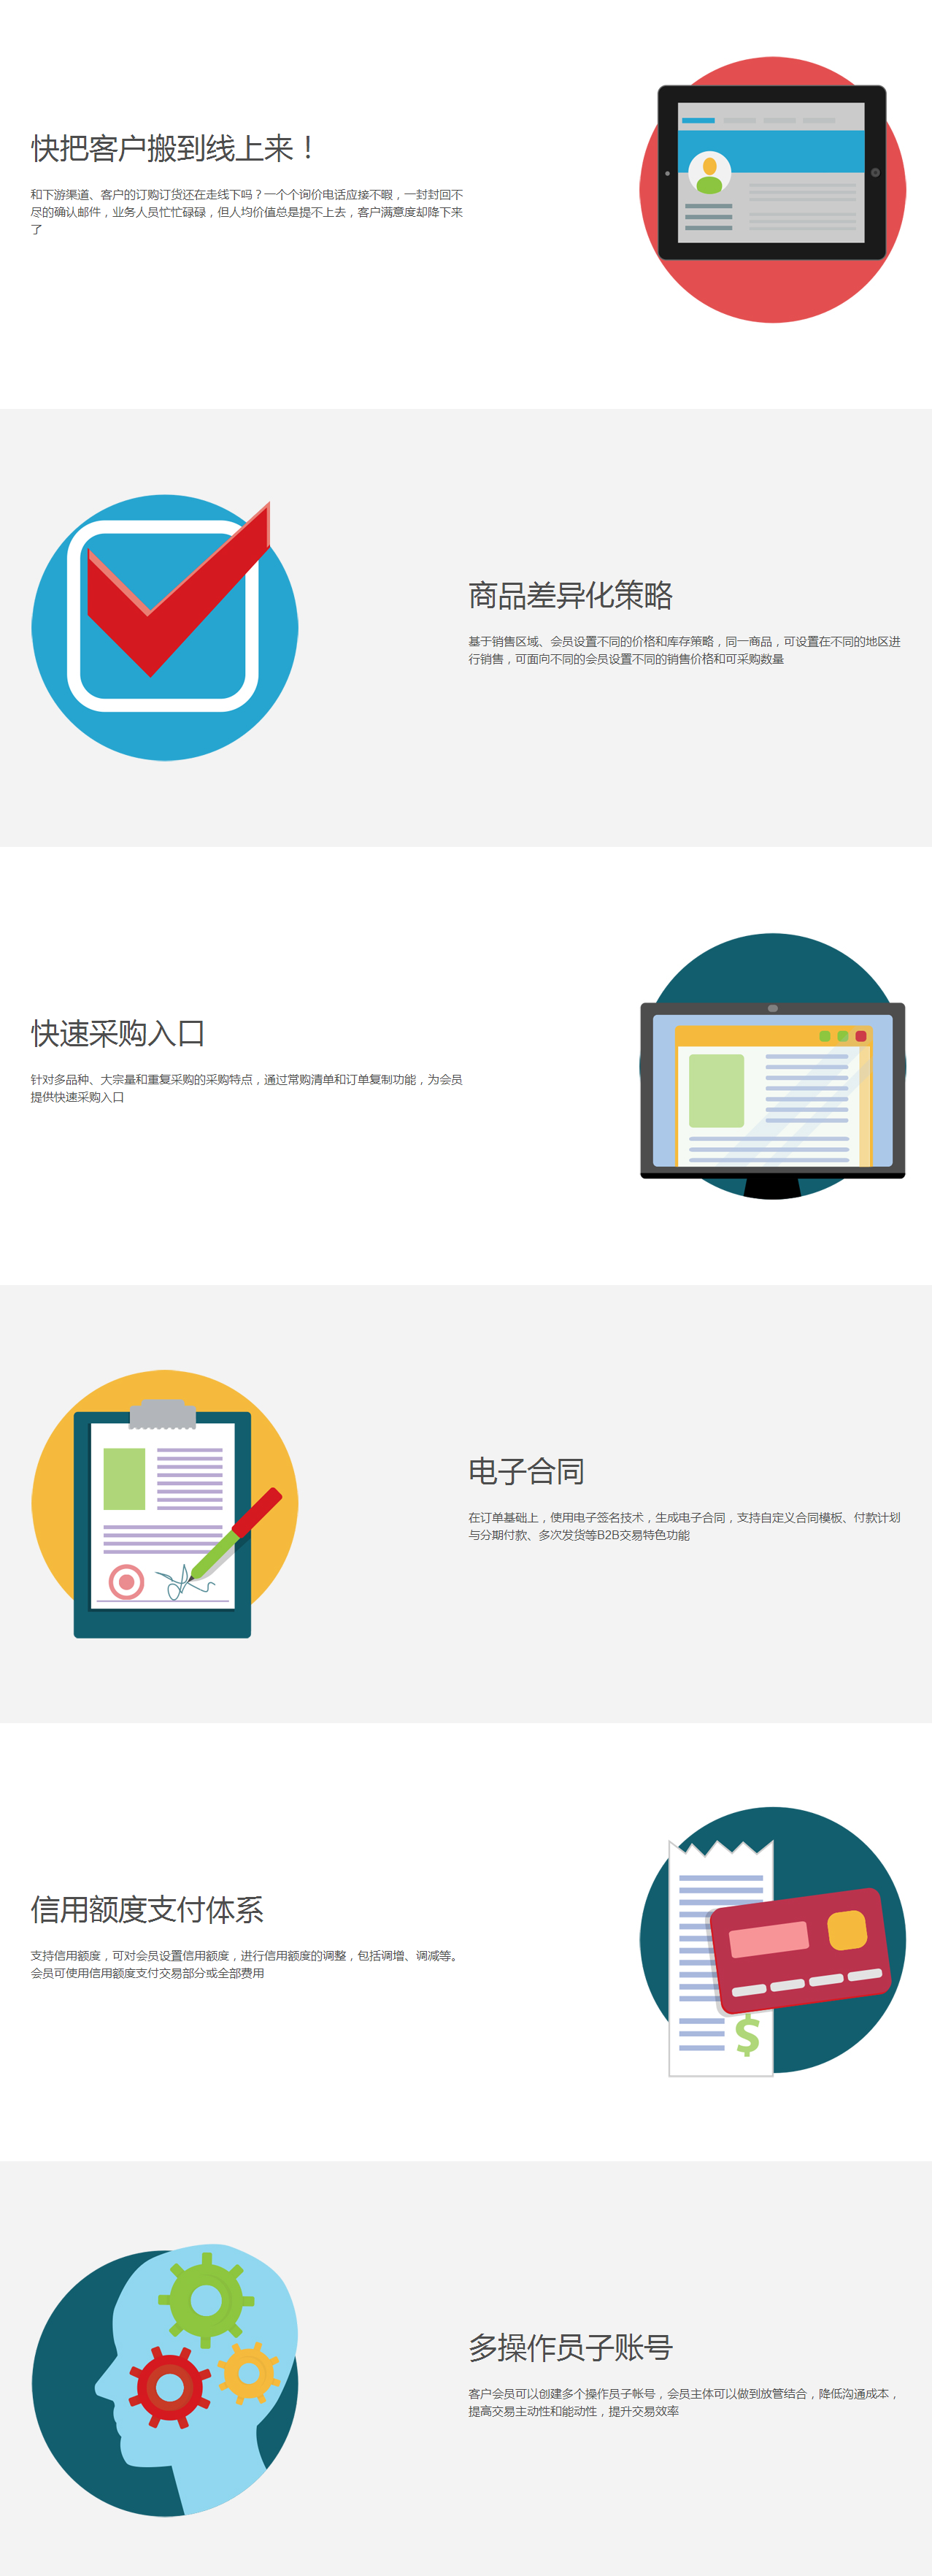 快把客户搬到线上来！
和下游渠道、客户的订购订货还在走线下吗？一个个询价电话应接不暇，一封封回不
尽的确认邮件，业务人员忙忙碌碌，但人均价值总是提不上去，客户满意度却降下来
了
商品差异化策略
基于销售区域、会员设置不同的价格和库存策略，同一商品，可设置在不同的地区进
行销售，可面向不同的会员设置不同的销售价格和可采购数量
快速采购入口
针对多品种、大宗量和重复采购的采购特点，通过常购清单和订单复制功能，为会员
提供快速采购入口
电子合同
在订单基础上，使用电子签名技术，生成电子合同，支持自定义合同模板、付款计划
与分期付款、多次发货等B2B交易特色功能
信用额度支付体系
支持信用额度，可对会员设置信用额度，进行信用额度的调整，包括调增、调减等。
会员可使用信用额度支付交易部分或全部费用
$
多操作员子账号
客户会员可以创建多个操作员子帐号，会员主体可以做到放管结合，降低沟通成本，
提高交易主动性和能动性，提升交易效率